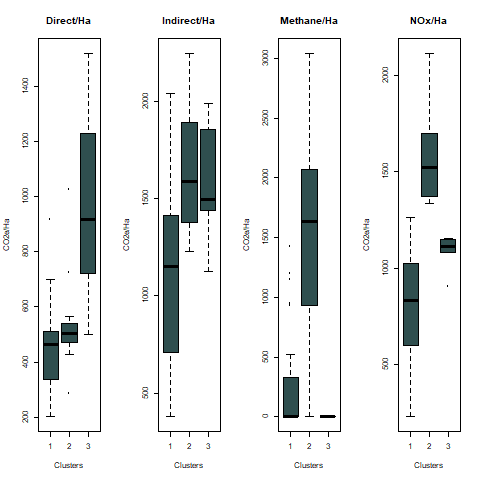 Direct/Ha
Indirect/Ha
Methane/Ha
NOx/Ha
CO2e/Ha
200
400
600
800
1000
1200
1400
1
2
3
Clusters
CO2e/Ha
500
1000
1500
2000
1
2
3
Clusters
CO2e/Ha
0
500
1000
1500
2000
2500
3000
1
2
3
Clusters
CO2e/Ha
500
1000
1500
2000
1
2
3
Clusters